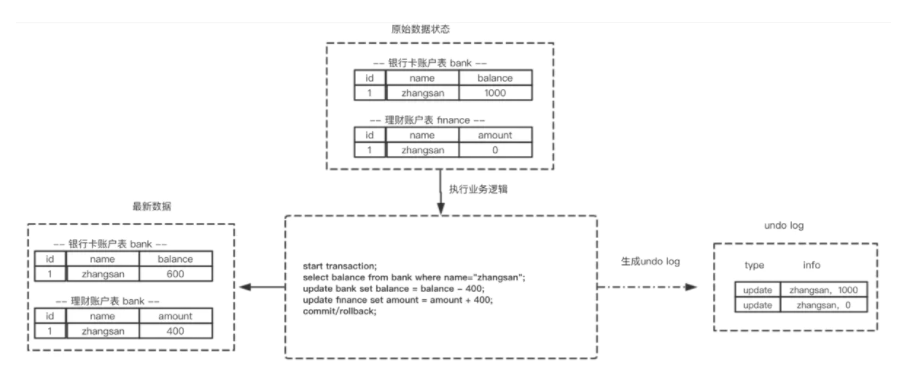 原始数据状态
-- 银行卡账户表 bank --
id name balance
1 zhangsan 1000
-- 理财账户表 finance --
id name amount
1 zhangsan 0
执行业务逻辑
最新数据
-- 银行卡账户表 bank --
id name balance
1 zhangsan 600
-- 理财账户表 bank --
id name amount
1 zhangsan 400
start transaction;
select balance from bank where name="zhangsan";
update bank set balance = balance - 400;
update finance set amount = amount + 400;
commit/rollback;
生成undo log
undo log
type info
update zhangsan, 1000
update zhangsan, 0